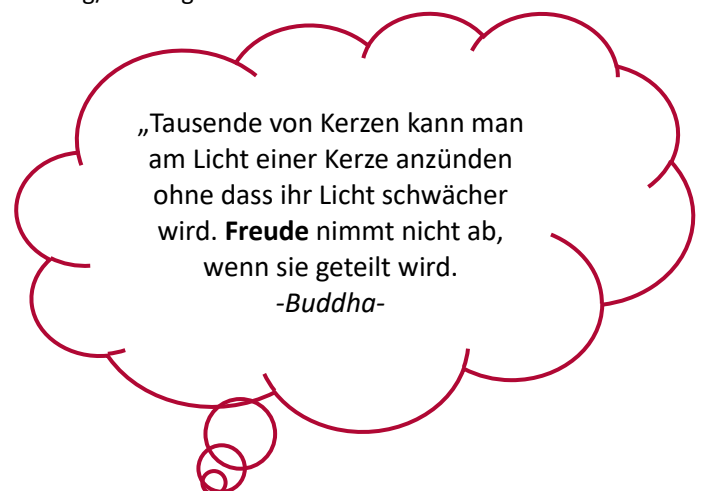 „Tausende von Kerzen kann man
am Licht einer Kerze anzünden
ohne dass ihr Licht schwächer
wird. Freude nimmt nicht ab,
wenn sie geteilt wird.
-Buddha-